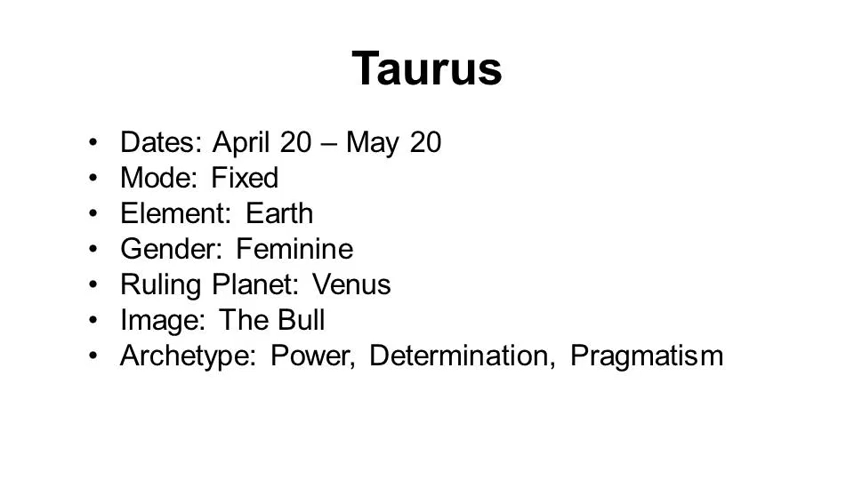 Taurus
• Dates: April 20 – May 20
• Mode: Fixed
• Element: Earth
• Gender: Feminine
• Ruling Planet: Venus
• Image: The Bull
• Archetype: Power, Determination, Pragmatism